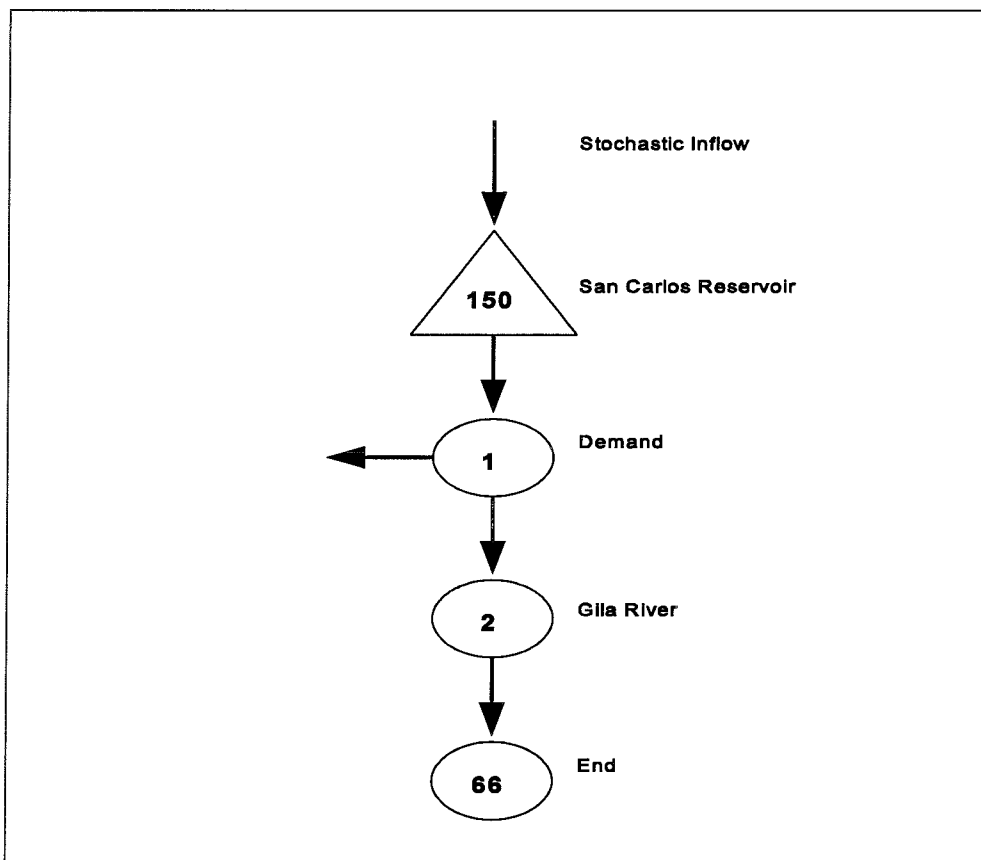 Stochastic Inflow
150
San Carlos Reservoir
1
Demand
2
Gila River
66
End